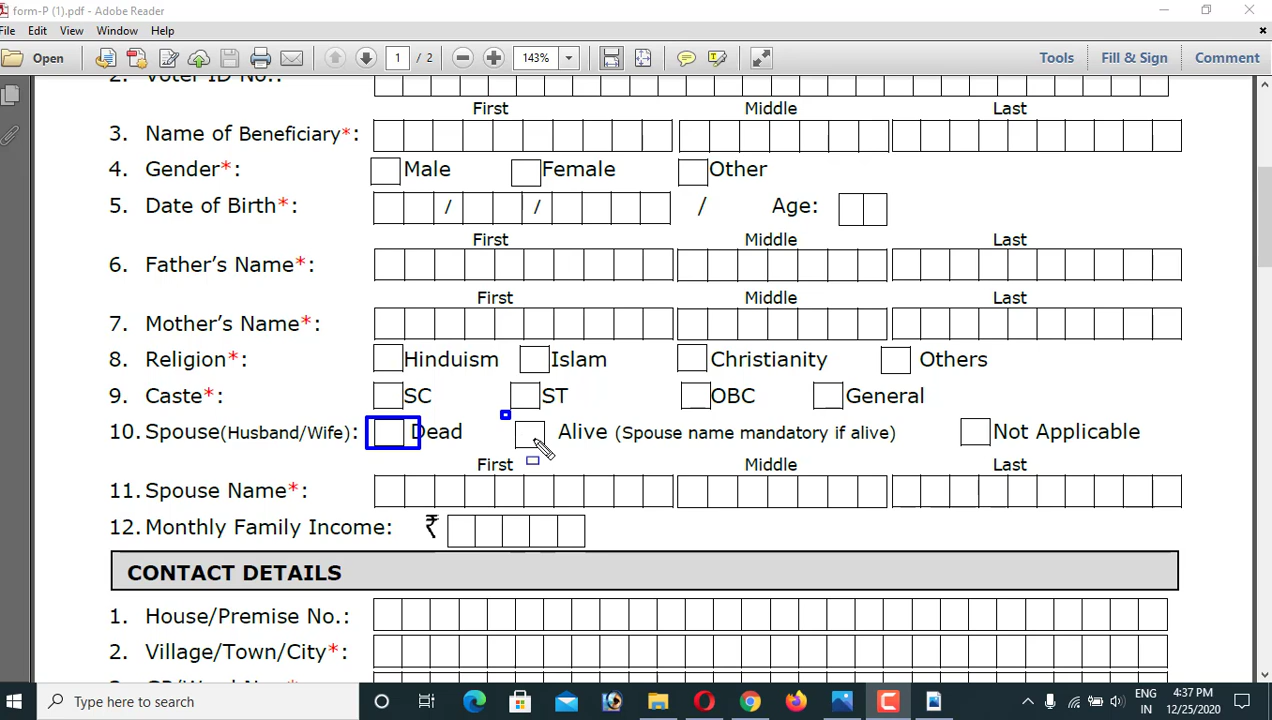 form-P (1).pdf - Adobe Reader
File Edit View Window Help
Open 1 / 2 143% Tools Fill & Sign Comment
2. Voter ID No.:
First Middle Last
3. Name of Beneficiary*:
4. Gender*: Male Female Other
5. Date of Birth*: / / / Age:
First Middle Last
6. Father's Name*:
First Middle Last
7. Mother's Name*:
8 Religion*: Hinduism Islam Christianity Others
9. Caste*: SC ST OBC General
10. Spouse(Husband/Wife): Dead Alive (Spouse name mandatory if alive) Not Applicable
First Middle Last
11. Spouse Name*:
12. Monthly Family Income: ₹
CONTACT DETAILS
1. House/Premise No.:
2. Village/Town/City*:
Type here to search
ENG
IN
4:37 PM
12/25/2020